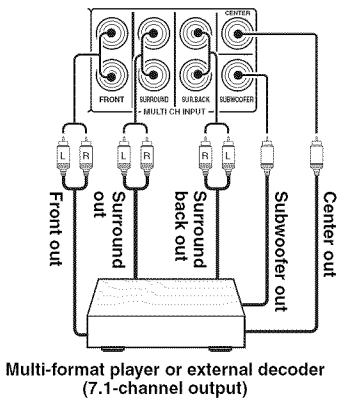 CENTER
FRONT SURROUND SUR.BACK SUBWOOFER
MULTI CH INPUT
L R L R R L
Front out
Surround
out
Surround
back out
Subwoofer out
Center out
Multi-format player or external decoder
(7.1-channel output)